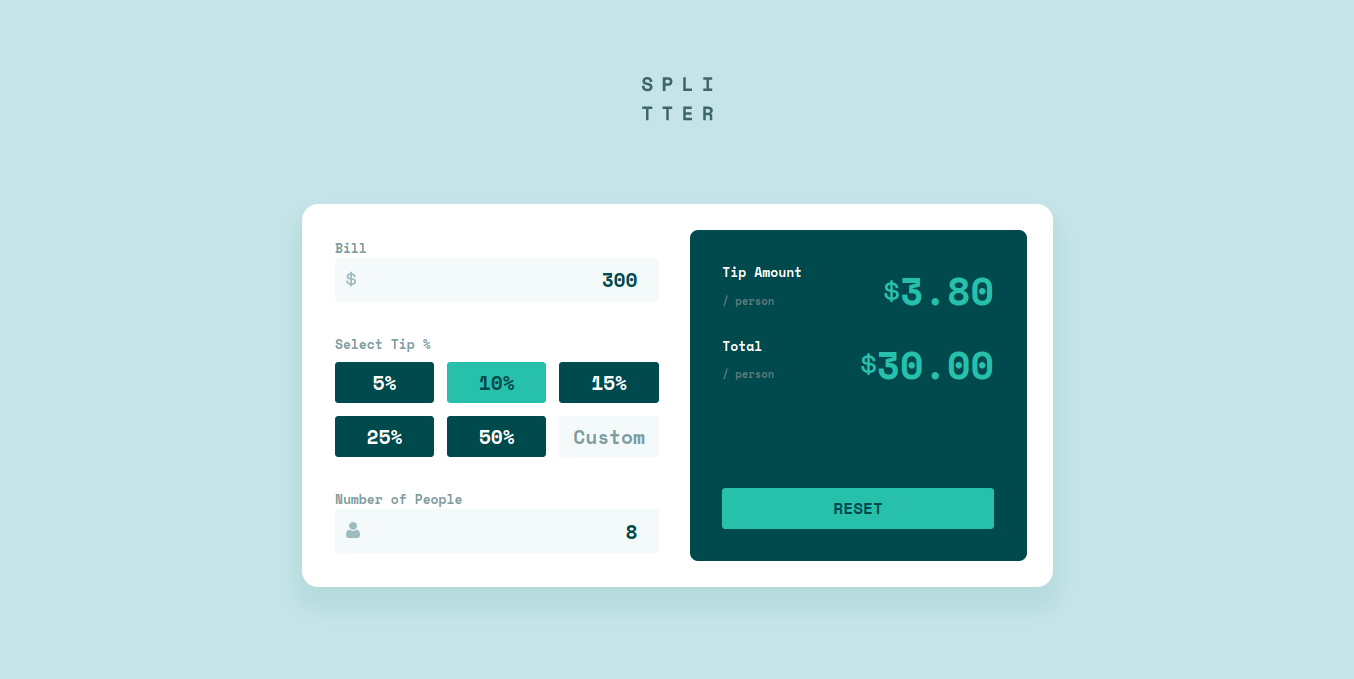 SPLI
TTER
Bill
$ 300
Select Tip %
5% 10% 15%
25% 50% Custom
Number of People
8
Tip Amount
/ person
$3.80
Total
/ person
$30.00
RESET